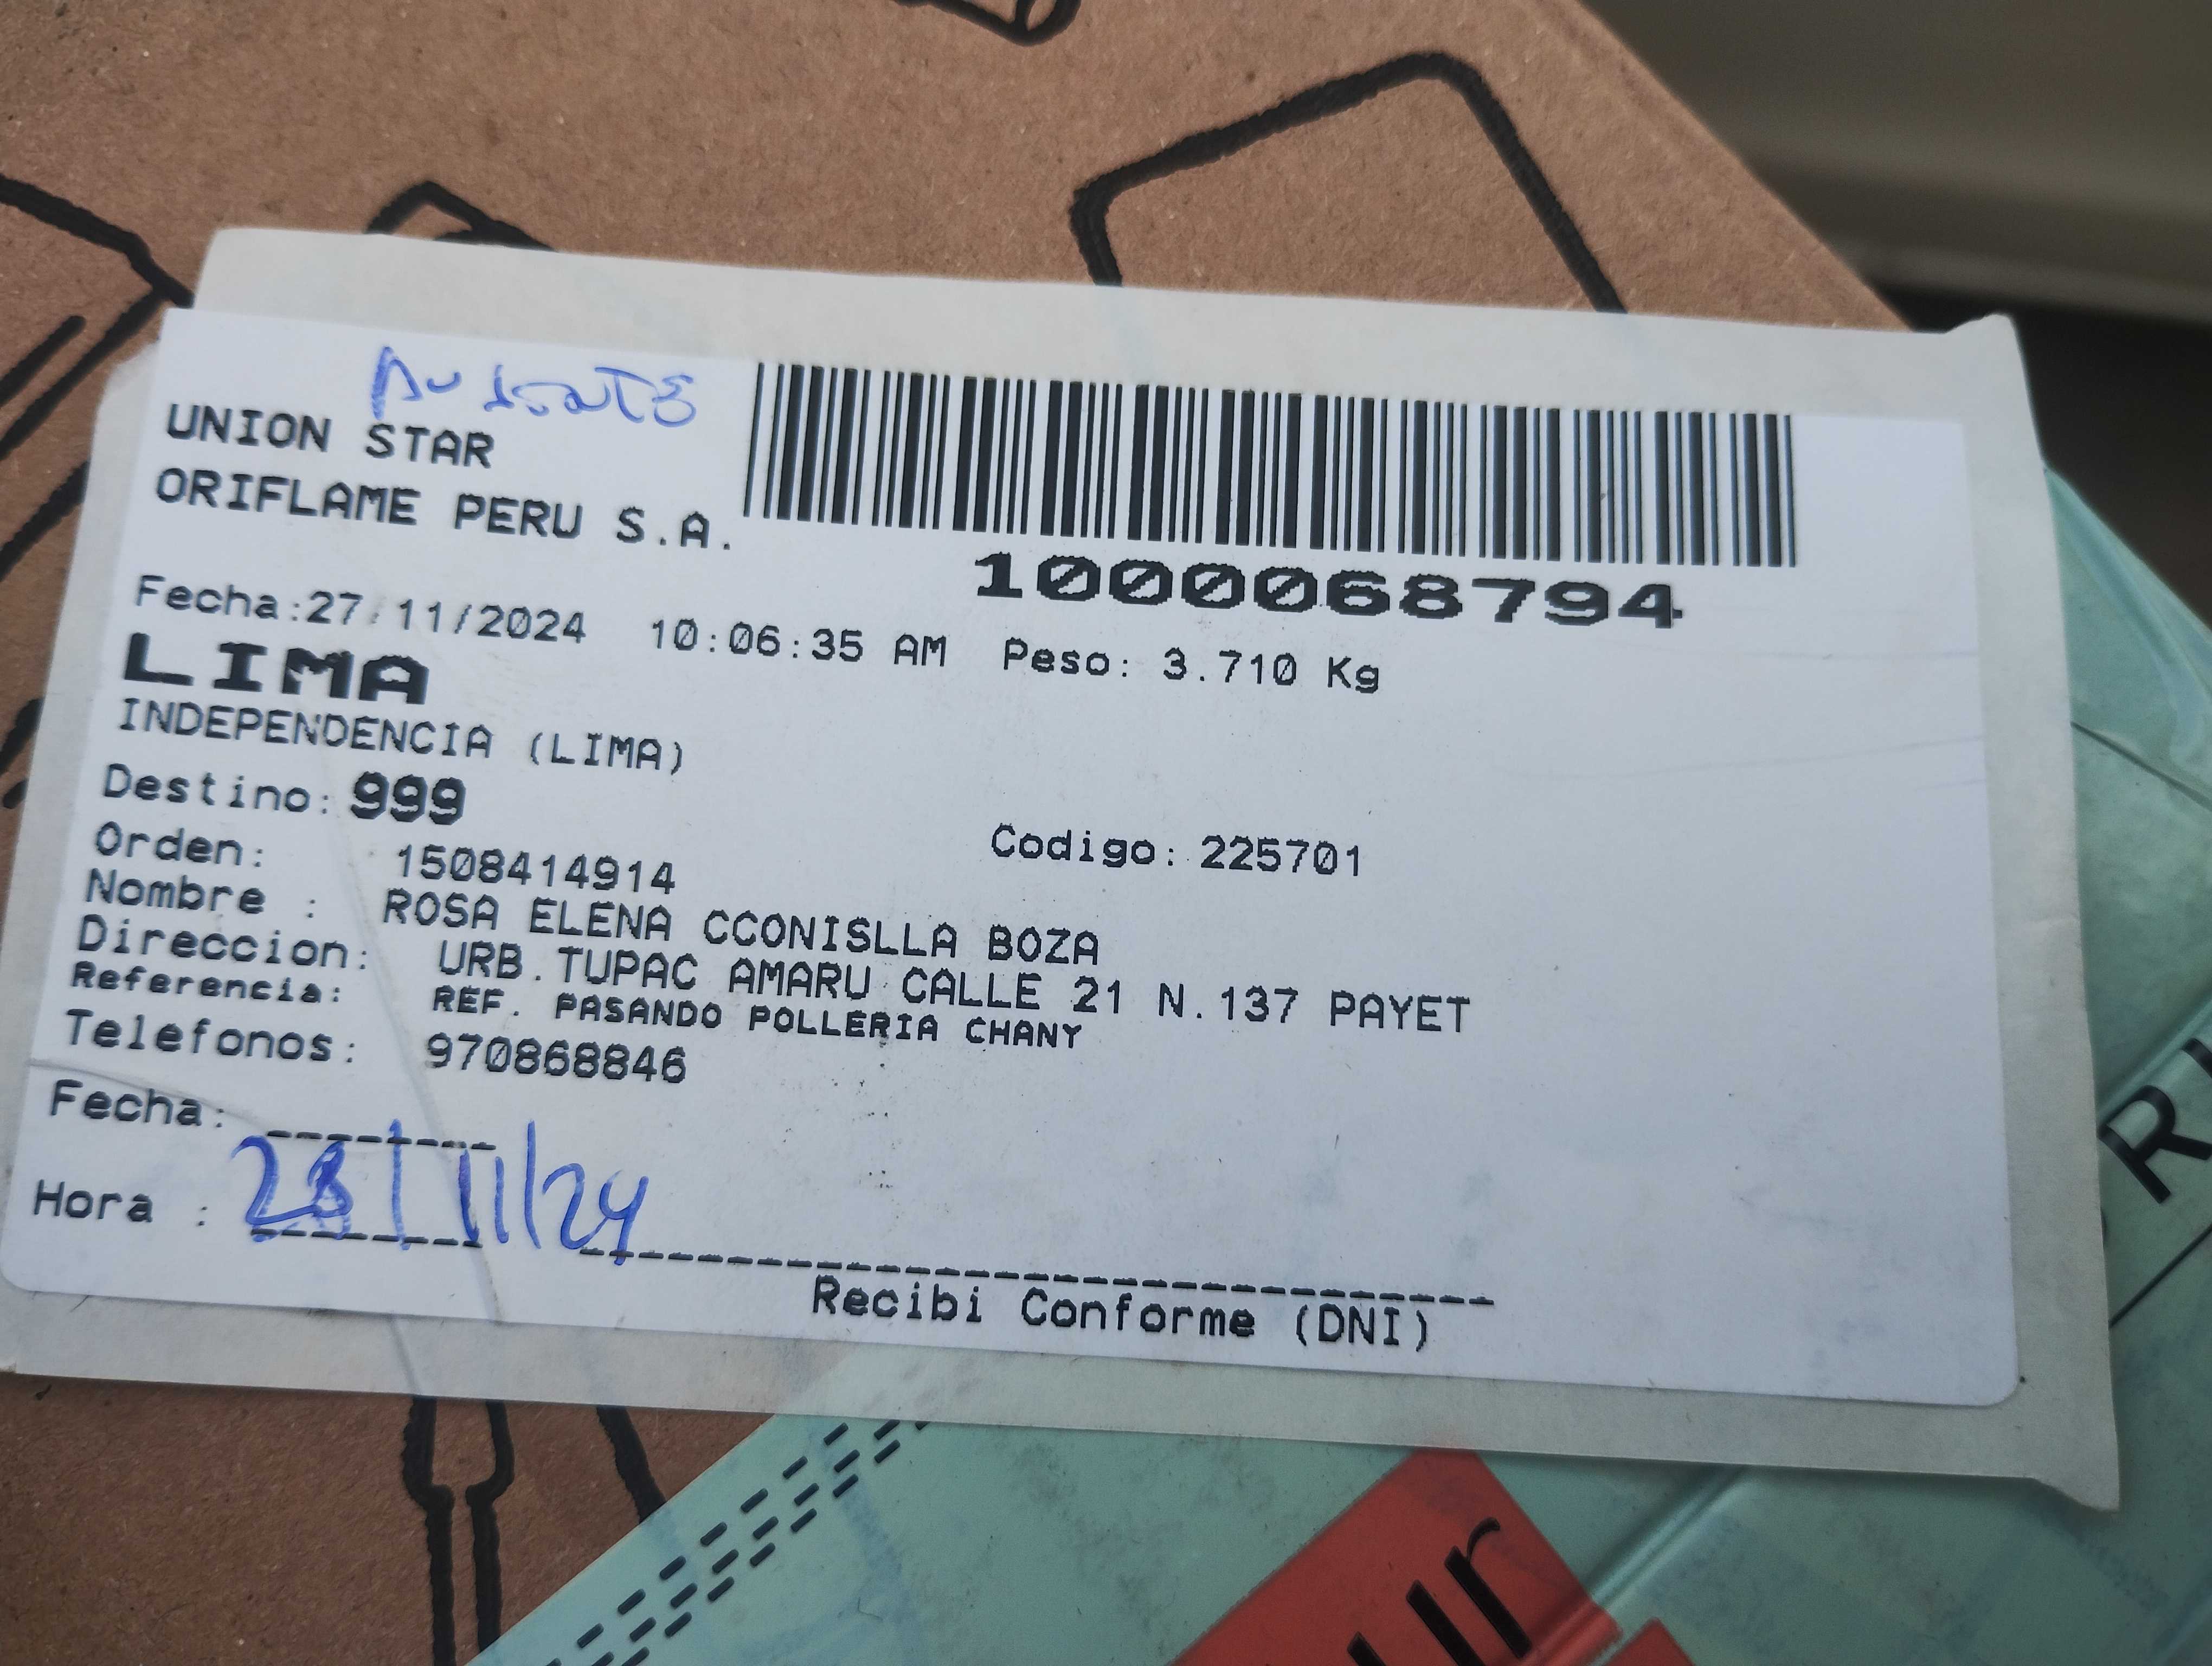 Ausente
UNION STAR
ORIFLAME PERU S.A.
1000068794
Fecha:27/11/2024 10:06:35 AM Peso: 3.710 Kg
LIMA
INDEPENDENCIA (LIMA)
Destino: 999
Orden: 1508414914 Codigo: 225701
Nombre : ROSA ELENA CCONISLLA BOZA
Direccion: URB.TUPAC AMARU CALLE 21 N.137 PAYET
Referencia: REF. PASANDO POLLERIA CHANY
Telefonos: 970868846
Fecha:
28/11/24
Hora :
Recibi Conforme (DNI)